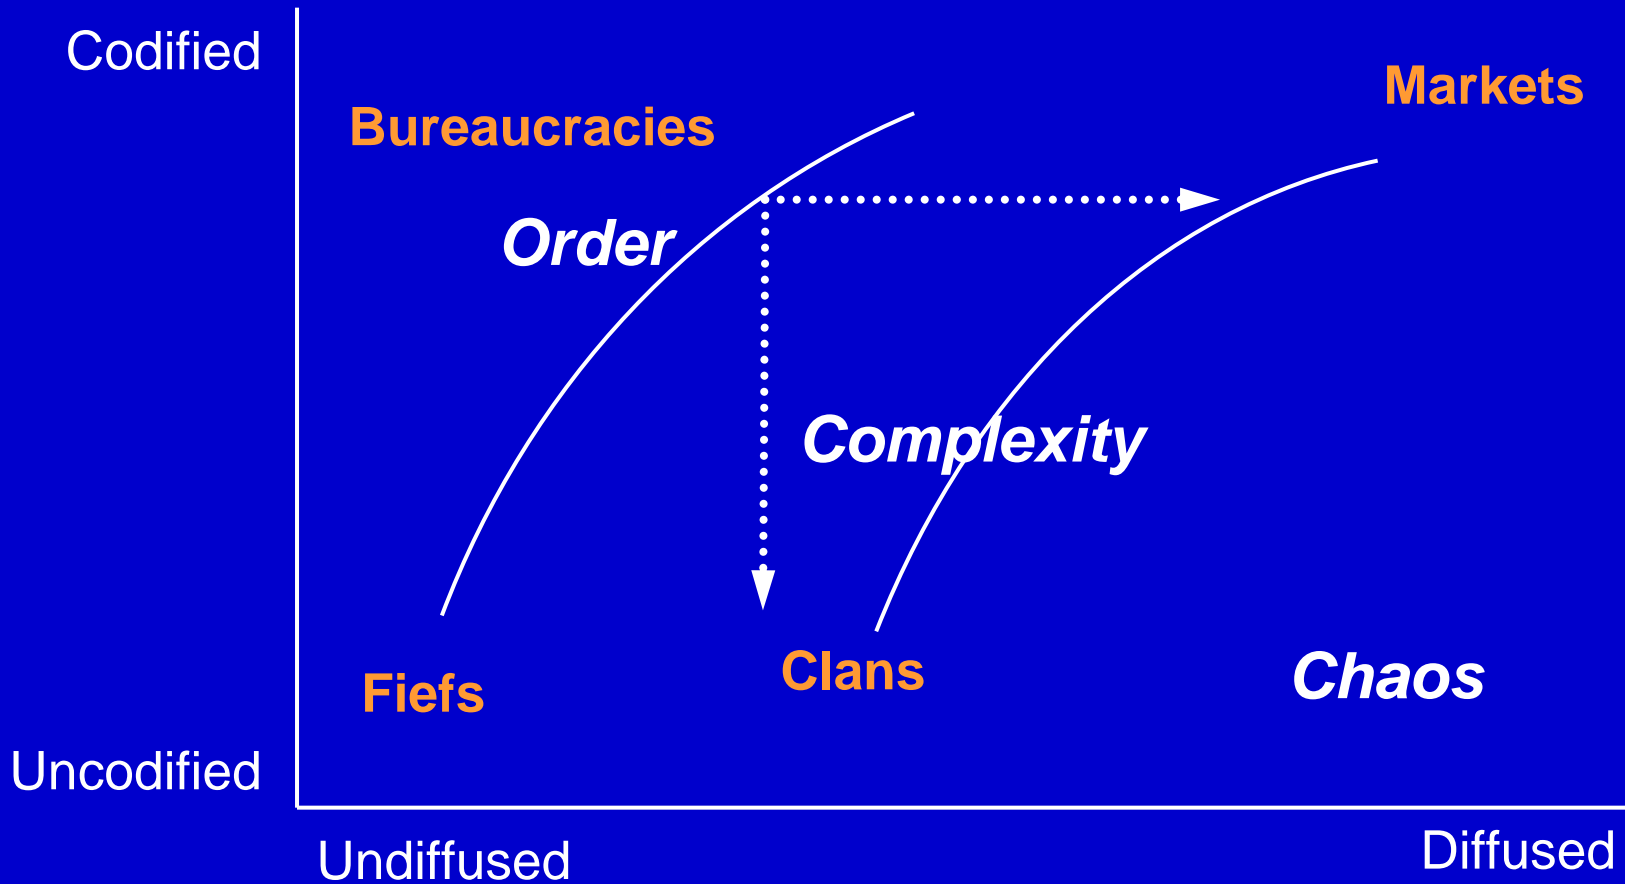 Codified
Markets
Bureaucracies
Order
Complexity
Clans
Chaos
Fiefs
Uncodified
Undiffused
Diffused